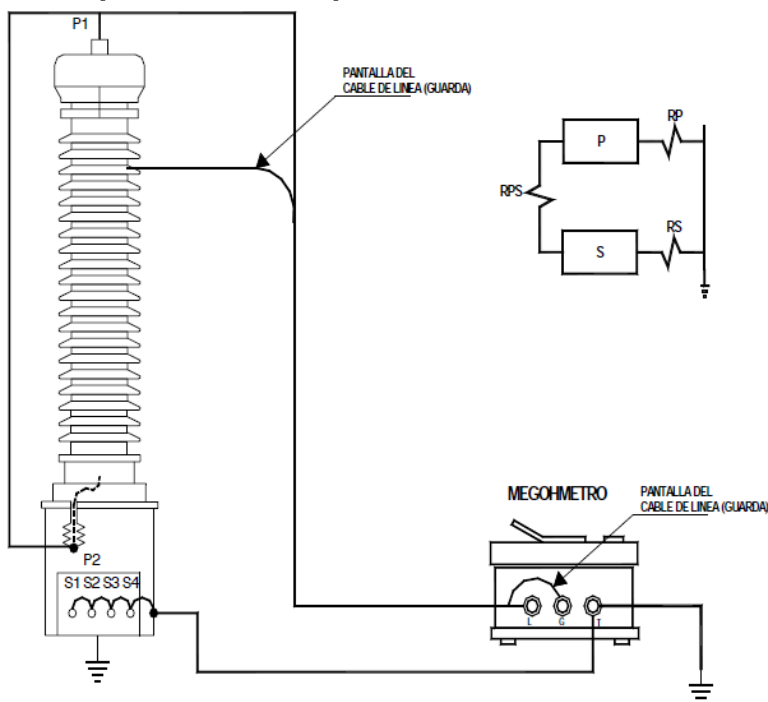 P1
PANTALLA DEL
CABLE DE LINEA (GUARDA)
RP
P
RPS
RS
S
MEGOHMETRO
PANTALLA DEL
CABLE DE LINEA (GUARDA)
P2
S1 S2 S3 S4
L G T